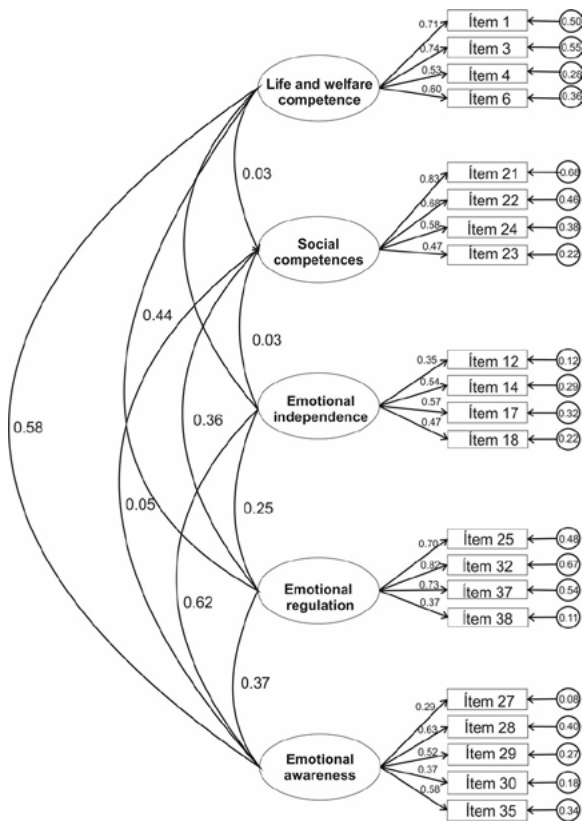 0.71
Ítem 1
0.50
0.74
Ítem 3
0.55
Life and welfare
competence
0.53
Ítem 4
0.28
0.60
Ítem 6
0.36
0.03
0.83
Ítem 21
0.68
0.68
Ítem 22
0.46
Social
competences
0.58
Ítem 24
0.38
0.47
Ítem 23
0.22
0.44
0.03
0.35
Ítem 12
0.12
0.54
Ítem 14
0.29
Emotional
independence
0.57
Ítem 17
0.32
0.47
Ítem 18
0.22
0.36
0.58
0.05
0.25
0.70
Ítem 25
0.48
0.82
Ítem 32
0.67
Emotional
regulation
0.73
Ítem 37
0.54
0.37
Ítem 38
0.11
0.62
0.37
0.29
Ítem 27
0.08
0.63
Ítem 28
0.40
Emotional
awareness
0.52
Ítem 29
0.27
0.37
Ítem 30
0.18
0.58
Ítem 35
0.34